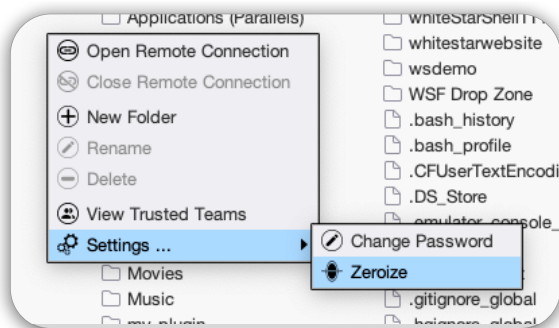 Applications (Parallels)
Open Remote Connection
Close Remote Connection
New Folder
Rename
Delete
View Trusted Teams
Settings ...
Movies
Music
whitestarwebsite
wsdemo
WSF Drop Zone
.bash_history
.bash_profile
.CFUserTextEncodi
.DS_Store
Change Password
Zeroize
.gitignore_global